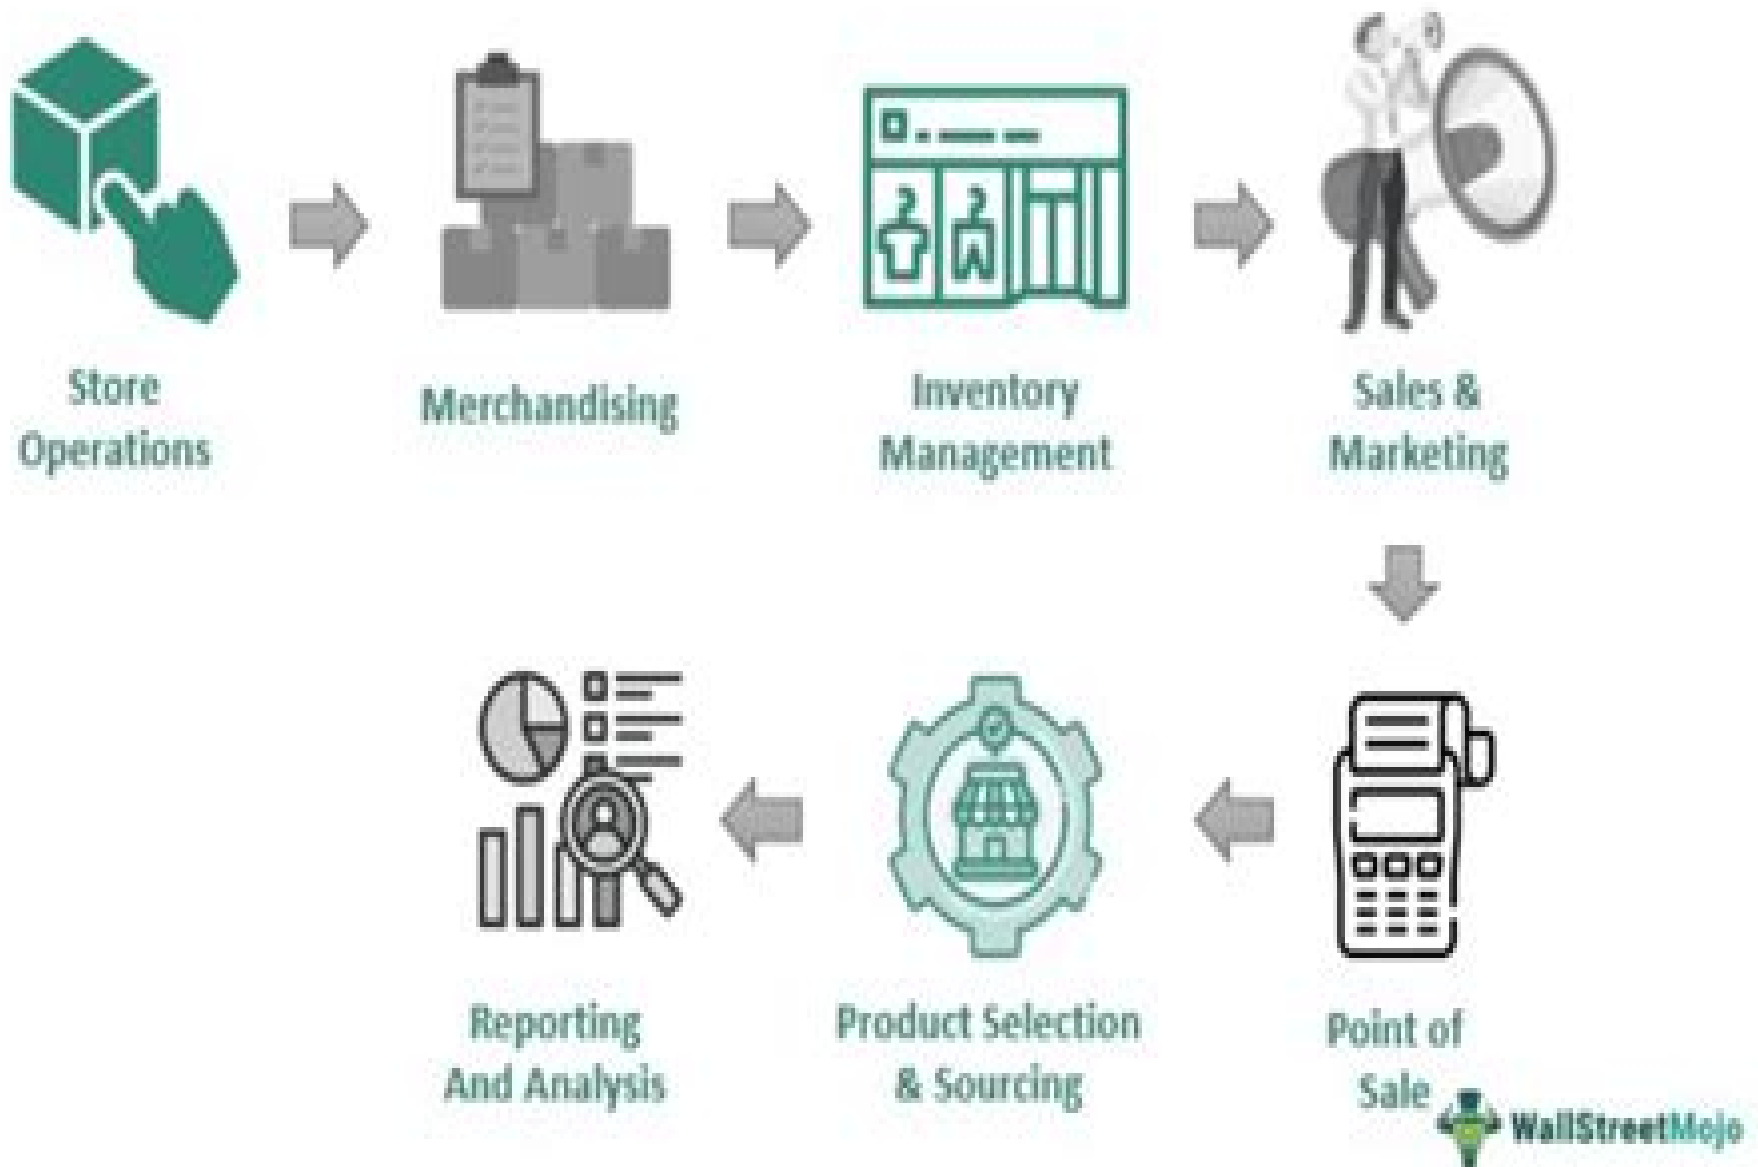 Store
Operations
Merchandising
Inventory
Management
Sales &
Marketing
Reporting
And Analysis
Product Selection
& Sourcing
Point of
Sale
WallStreetMojo